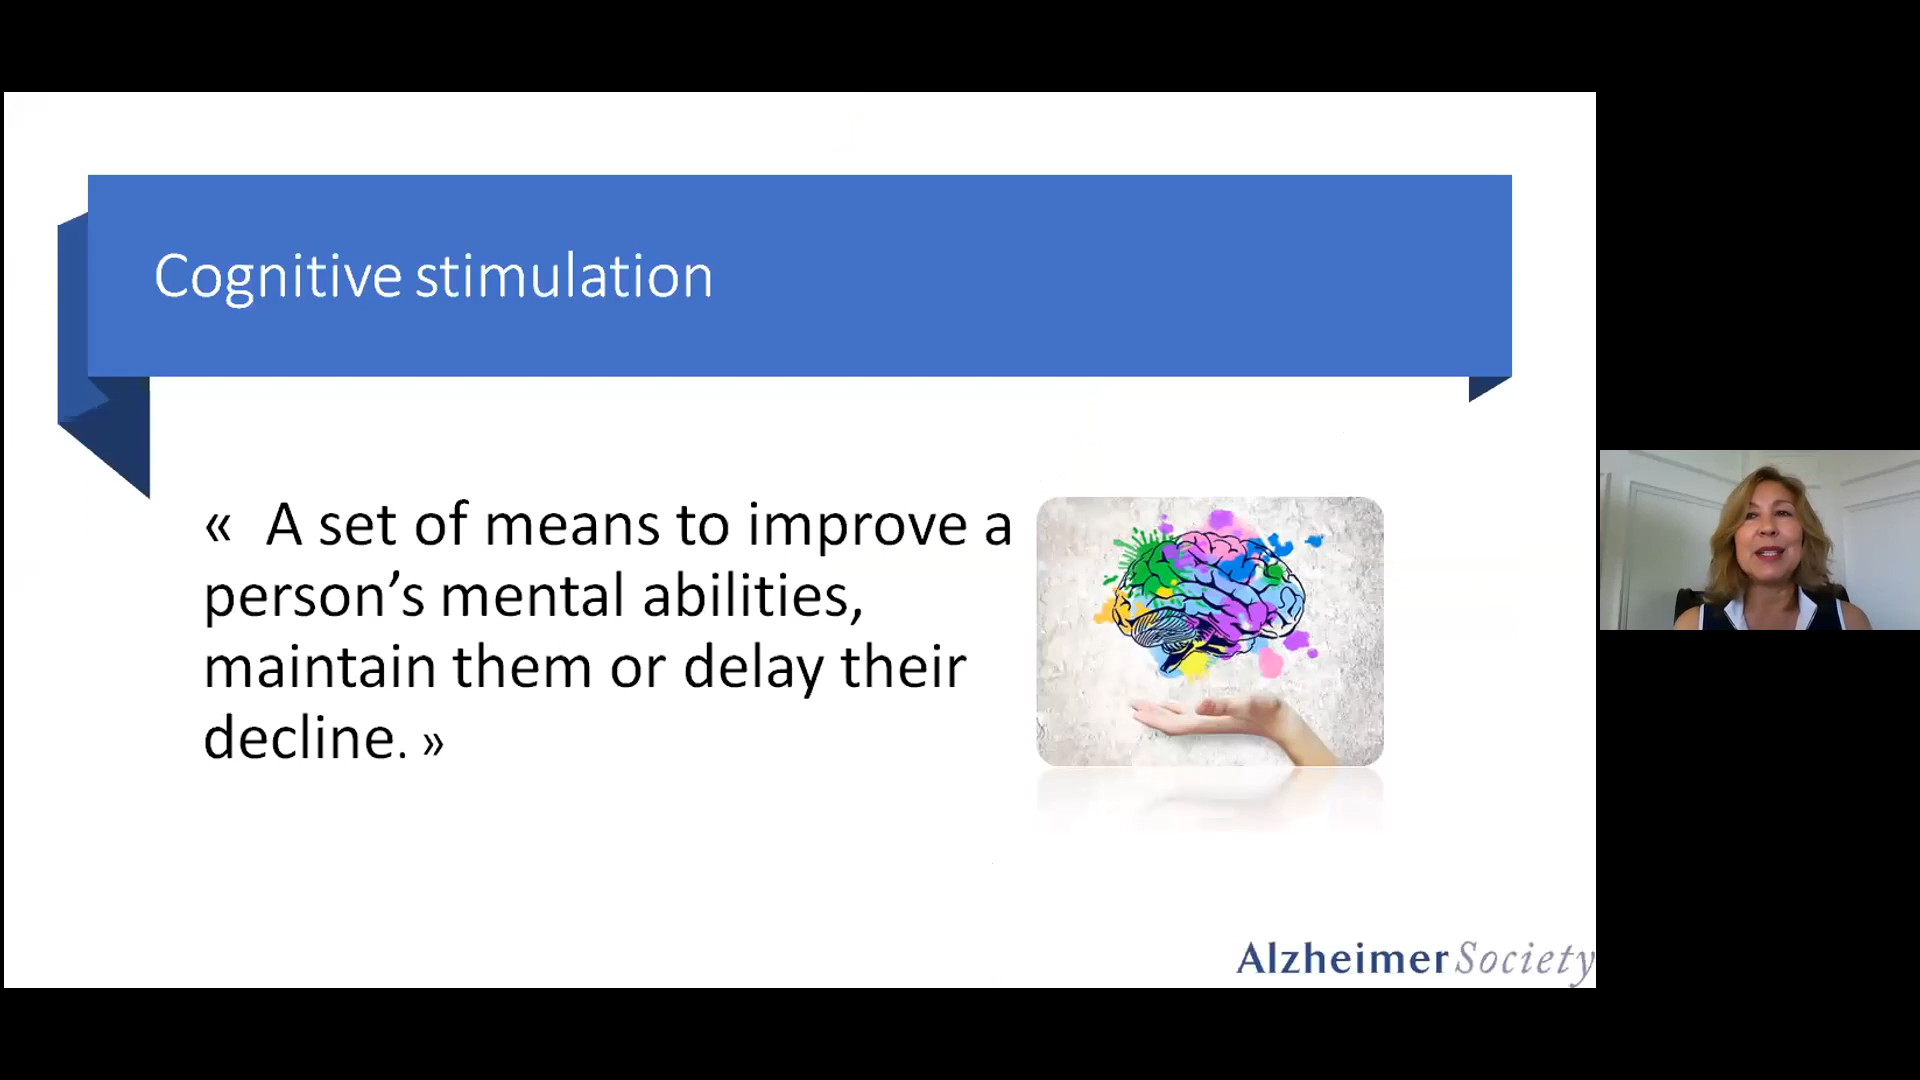 Cognitive stimulation
«  A set of means to improve a
person’s mental abilities,
maintain them or delay their
decline. »
Alzheimer Society